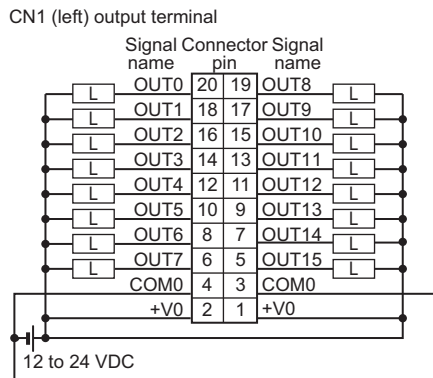 CN1 (left) output terminal
Signal Connector Signal
name pin name
L OUT0 20 19 OUT8 L
L OUT1 18 17 OUT9 L
L OUT2 16 15 OUT10 L
L OUT3 14 13 OUT11 L
L OUT4 12 11 OUT12 L
L OUT5 10 9 OUT13 L
L OUT6 8 7 OUT14 L
L OUT7 6 5 OUT15 L
COM0 4 3 COM0
+V0 2 1 +V0
12 to 24 VDC